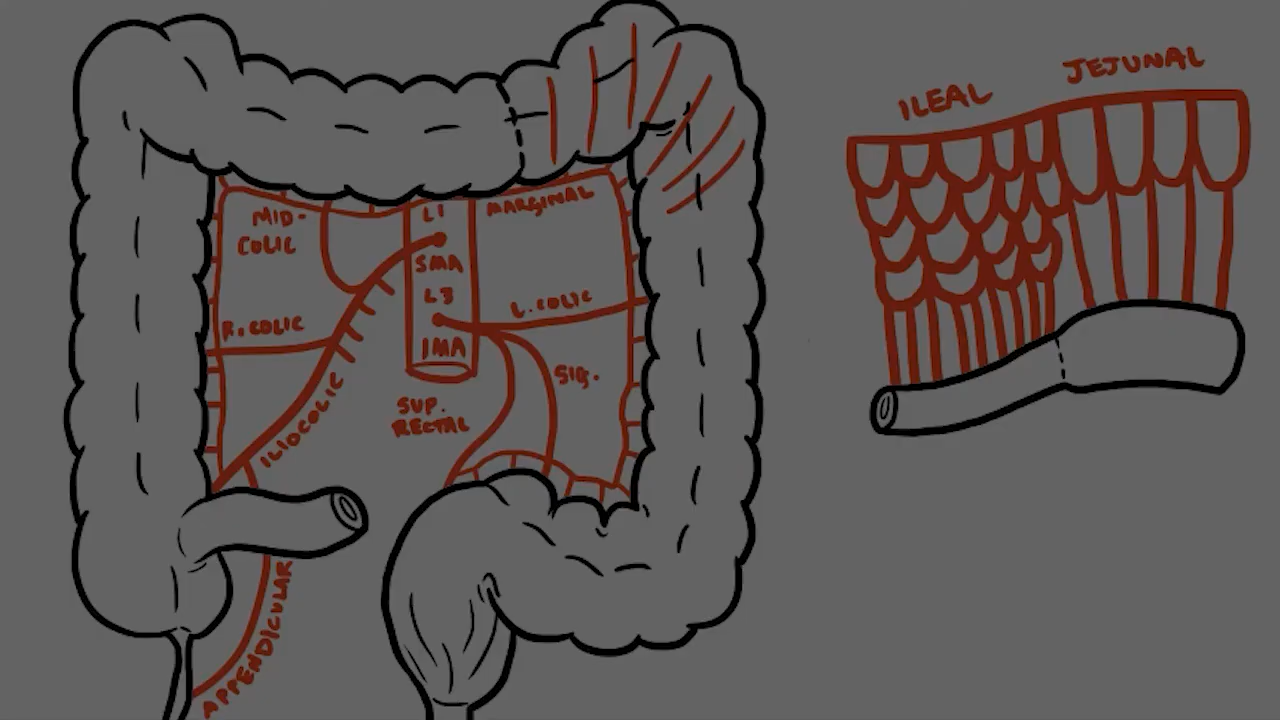 ILEAL
JEJUNAL
MID-
COLIC
L1
SMA
L3
IMA
MARGINAL
R.COLIC
L.COLIC
ILIOCOLIC
SUP.
RECTAL
SIG.
APPENDICULAR